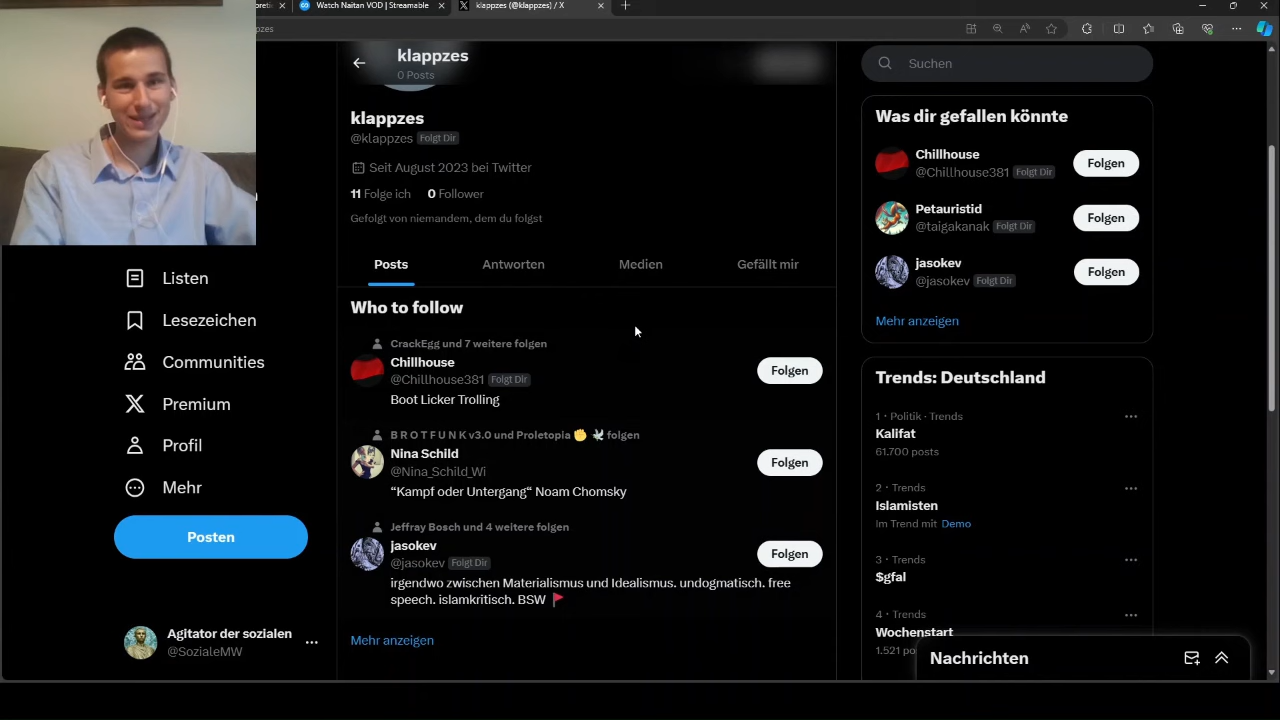 Watch Naitan VOD | Streamable
klappzes (@klappzes) / X
klappzes
0 Posts
klappzes
@klappzes Folgt Dir
Seit August 2023 bei Twitter
11 Folge ich 0 Follower
Gefolgt von niemandem, dem du folgst
Posts Antworten Medien Gefällt mir
Who to follow
CrackEgg und 7 weitere folgen
Chillhouse
@Chillhouse381 Folgt Dir
Folgen
Boot Licker Trolling
B R O T F U N K v3.0 und Proletopia ✊ 🕊 folgen
Nina Schild
@Nina_Schild_Wi
Folgen
“Kampf oder Untergang“ Noam Chomsky
Jeffray Bosch und 4 weitere folgen
jasokev
@jasokev Folgt Dir
Folgen
irgendwo zwischen Materialismus und Idealismus. undogmatisch. free
speech. islamkritisch. BSW 🚩
Mehr anzeigen
Listen
Lesezeichen
Communities
Premium
Profil
Mehr
Posten
Agitator der sozialen
@SozialeMW
Suchen
Was dir gefallen könnte
Chillhouse
@Chillhouse381 Folgt Dir
Folgen
Petauristid
@taigakanak Folgt Dir
Folgen
jasokev
@jasokev Folgt Dir
Folgen
Mehr anzeigen
Trends: Deutschland
1 · Politik · Trends
Kalifat
61.700 posts
2 · Trends
Islamisten
Im Trend mit Demo
3 · Trends
$gfal
4 · Trends
Wochenstart
1.521
Nachrichten